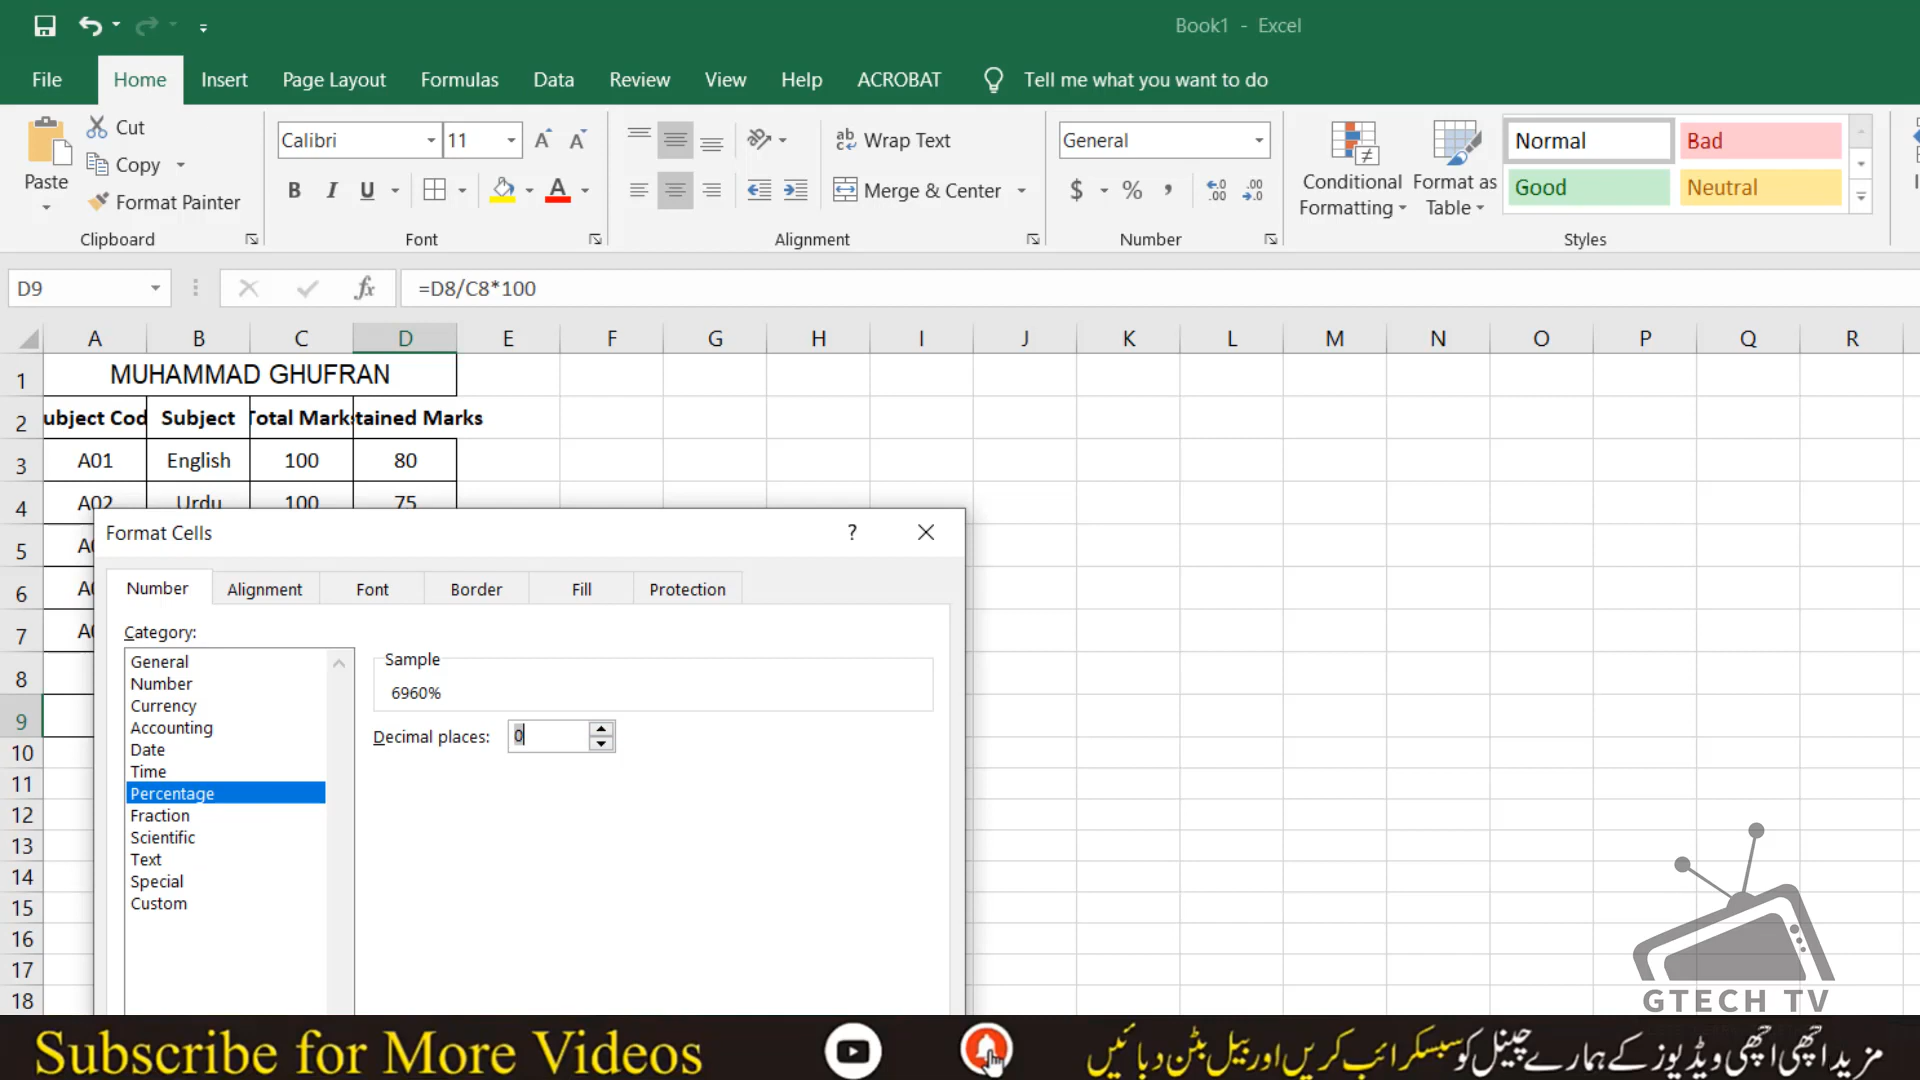 Book1 - Excel
File Home Insert Page Layout Formulas Data Review View Help ACROBAT Tell me what you want to do
Paste
Cut
Copy
Format Painter
Clipboard
Calibri 11
B I U A
Font
Wrap Text
Merge & Center
Alignment
General
$ % ,
Number
Conditional Formatting
Format as Table
Normal Bad
Good Neutral
Styles
D9 fx =D8/C8*100
A B C D E F G H I J K L M N O P Q R
1 MUHAMMAD GHUFRAN
2 ubject Cod Subject Total Marks tained Marks
3 A01 English 100 80
4 A02 Urdu 100 75
5
6
7
8
9
10
11
12
13
14
15
16
17
18
Format Cells ?
Number Alignment Font Border Fill Protection
Category:
General
Number
Currency
Accounting
Date
Time
Percentage
Fraction
Scientific
Text
Special
Custom
Sample
6960%
Decimal places: 0
GTECH TV
Subscribe for More Videos
مزید اچھی اچھی ویڈیوز کے ہمارے چینل کو سبسکرائب کریں اور بیل بٹن دبائیں